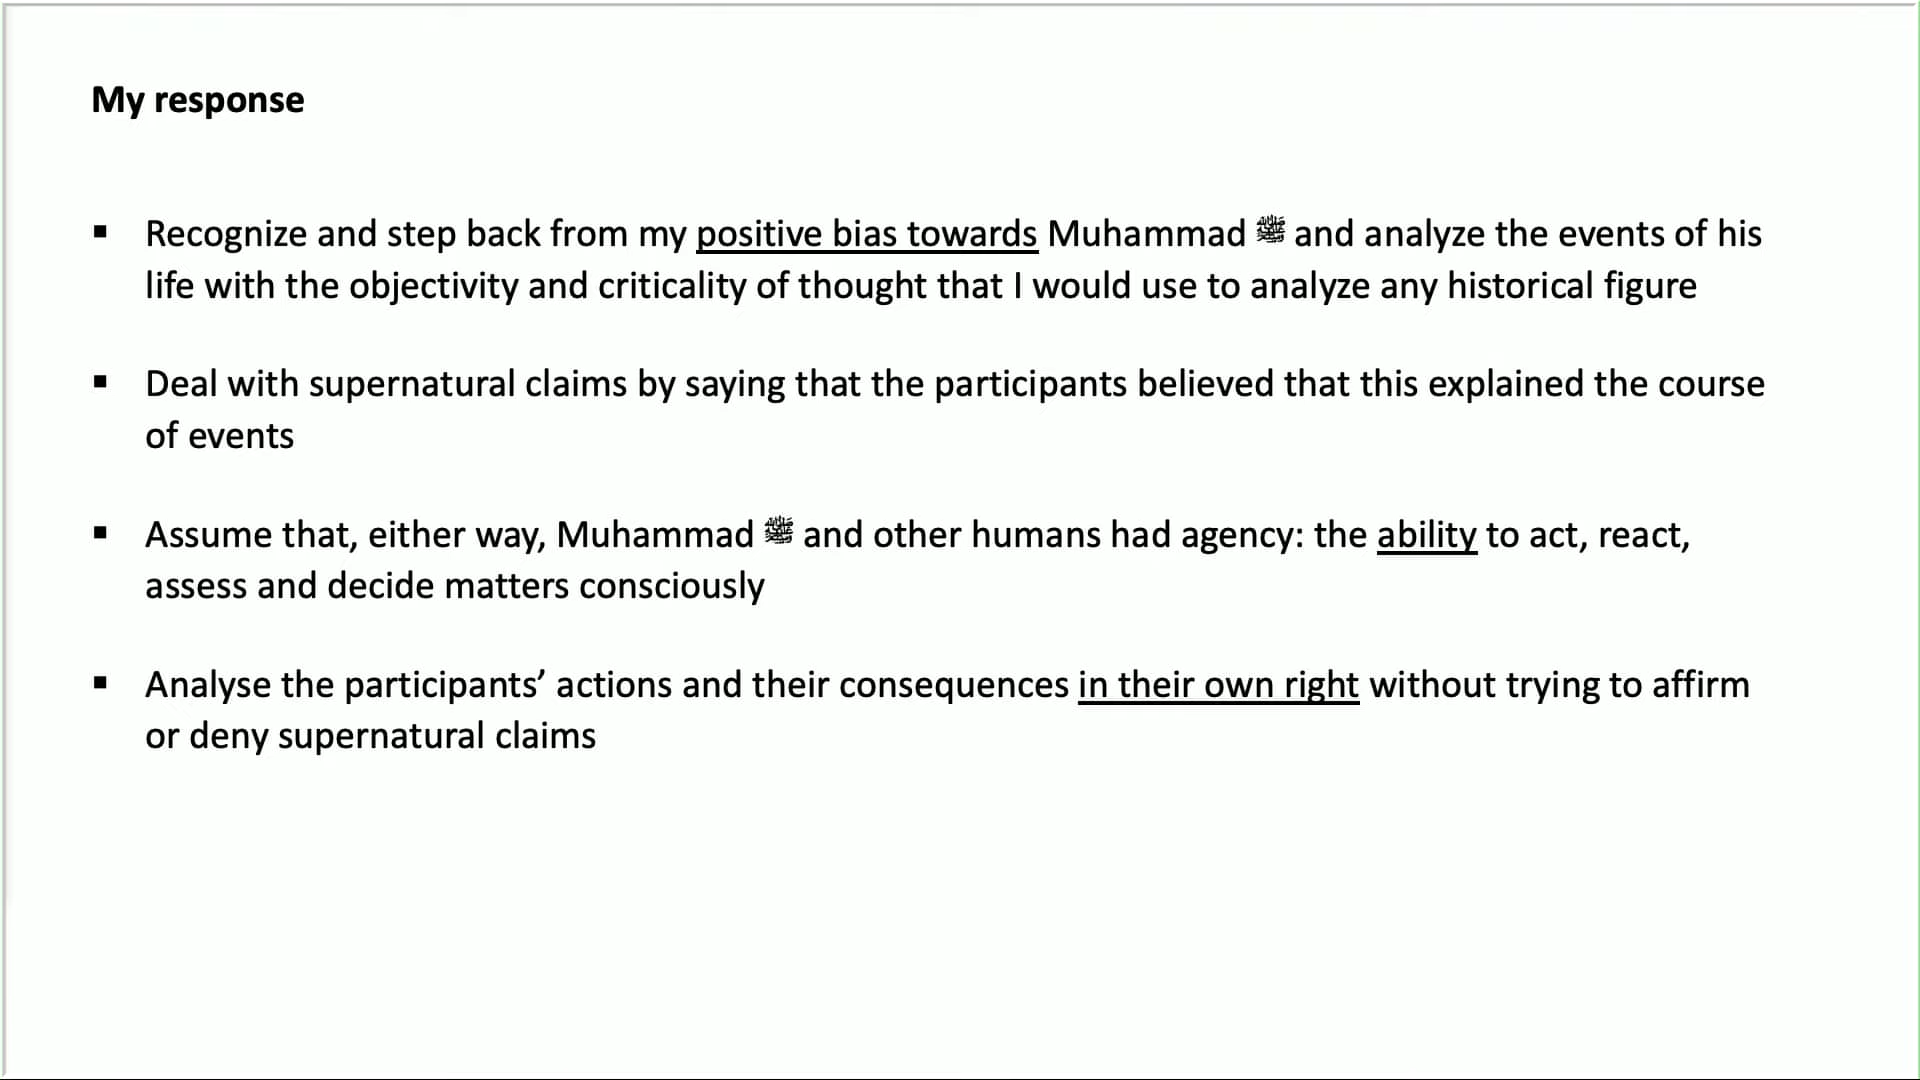 My response
▪ Recognize and step back from my positive bias towards Muhammad ﷺ and analyze the events of his
life with the objectivity and criticality of thought that I would use to analyze any historical figure
▪ Deal with supernatural claims by saying that the participants believed that this explained the course
of events
▪ Assume that, either way, Muhammad ﷺ and other humans had agency: the ability to act, react,
assess and decide matters consciously
▪ Analyse the participants’ actions and their consequences in their own right without trying to affirm
or deny supernatural claims